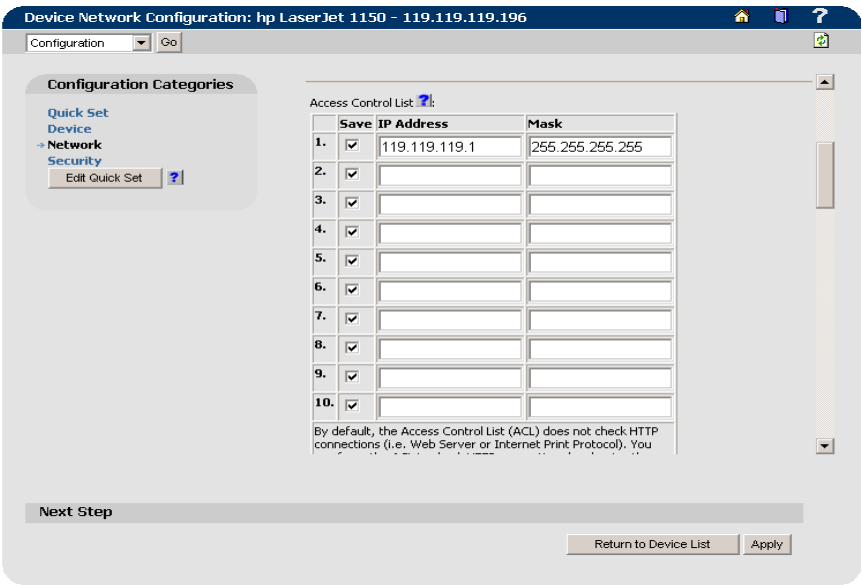 Device Network Configuration: hp LaserJet 1150 - 119.119.119.196
?
Configuration
Go
Configuration Categories
Quick Set
Device
Network
Security
Edit Quick Set
?
Access Control List ?:
Save IP Address Mask
1. 119.119.119.1 255.255.255.255
2.
3.
4.
5.
6.
7.
8.
9.
10.
By default, the Access Control List (ACL) does not check HTTP
connections (i.e. Web Server or Internet Print Protocol). You
Next Step
Return to Device List
Apply